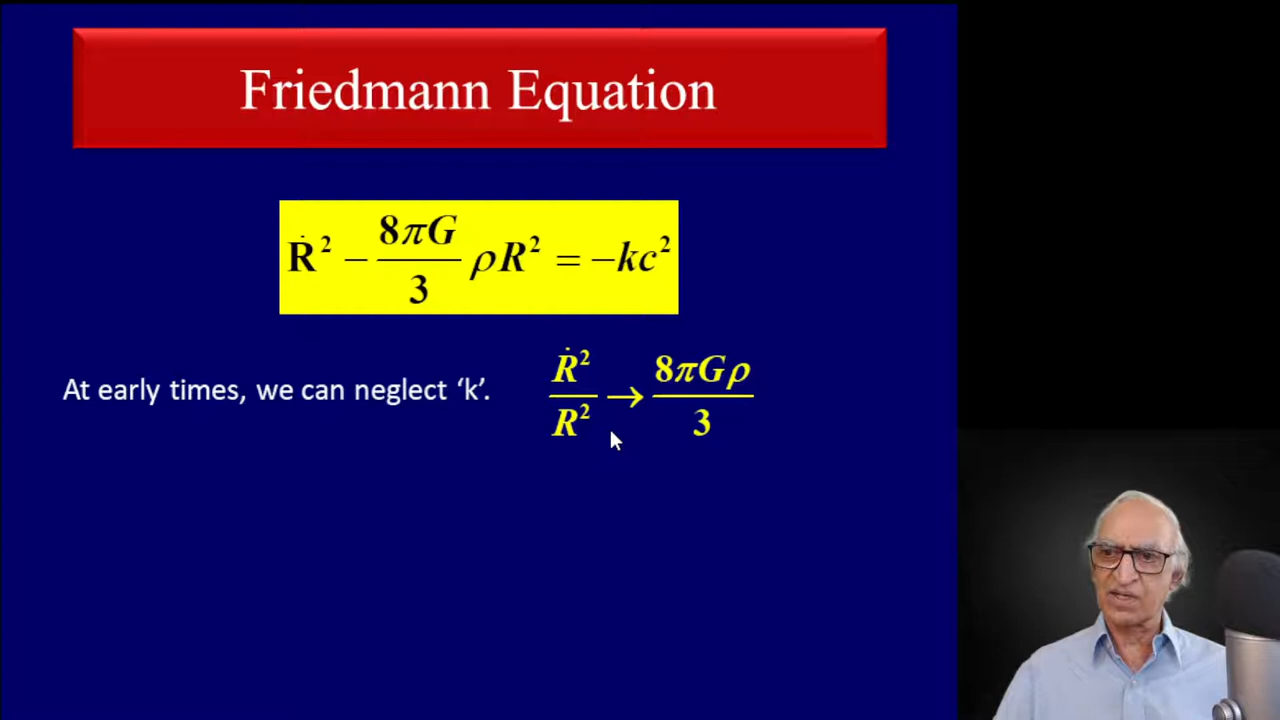 Friedmann Equation
Ṙ² − 8πG/3 ρR² = −kc²
At early times, we can neglect ‘k’. Ṙ²/R² → 8πGρ/3